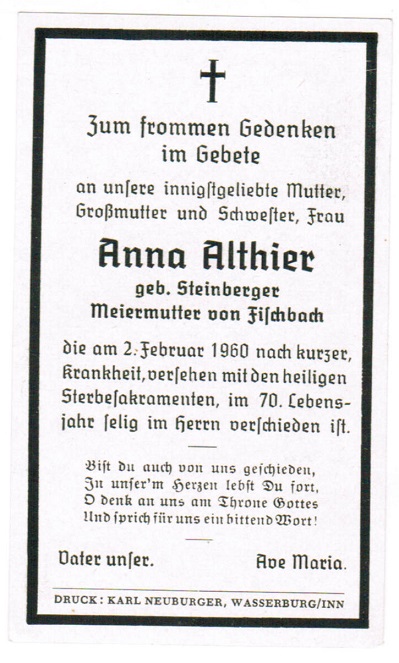 Zum frommen Gedenken
im Gebete
an unsere innigstgeliebte Mutter,
Großmutter und Schwester, Frau
Anna Althier
geb. Steinberger
Meiermutter von Fischbach
die am 2. Februar 1960 nach kurzer,
Krankheit, versehen mit den heiligen
Sterbesakramenten, im 70. Lebens-
jahr selig im Herrn verschieden ist.
Bist du auch von uns geschieden,
In unser'm Herzen lebst Du fort,
O denk an uns am Throne Gottes
Und sprich für uns ein bittend Wort!
Vater unser. Ave Maria.
DRUCK: KARL NEUBURGER, WASSERBURG/INN